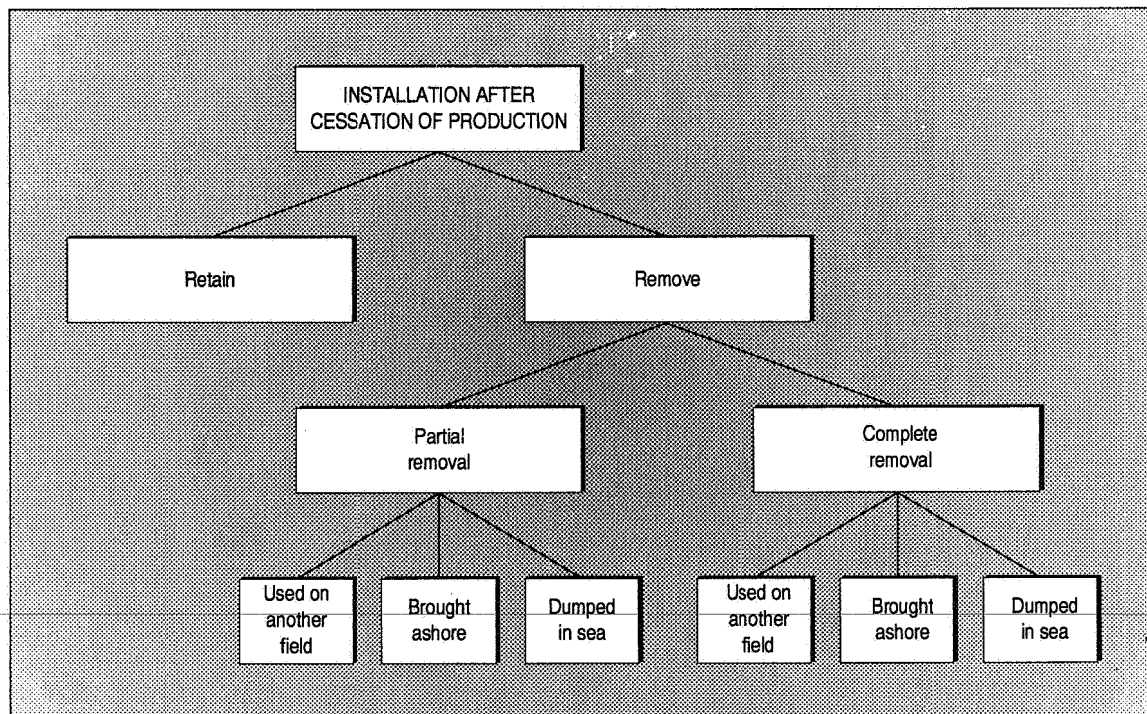 INSTALLATION AFTER
CESSATION OF PRODUCTION
Retain
Remove
Partial
removal
Complete
removal
Used on
another
field
Brought
ashore
Dumped
in sea
Used on
another
field
Brought
ashore
Dumped
in sea